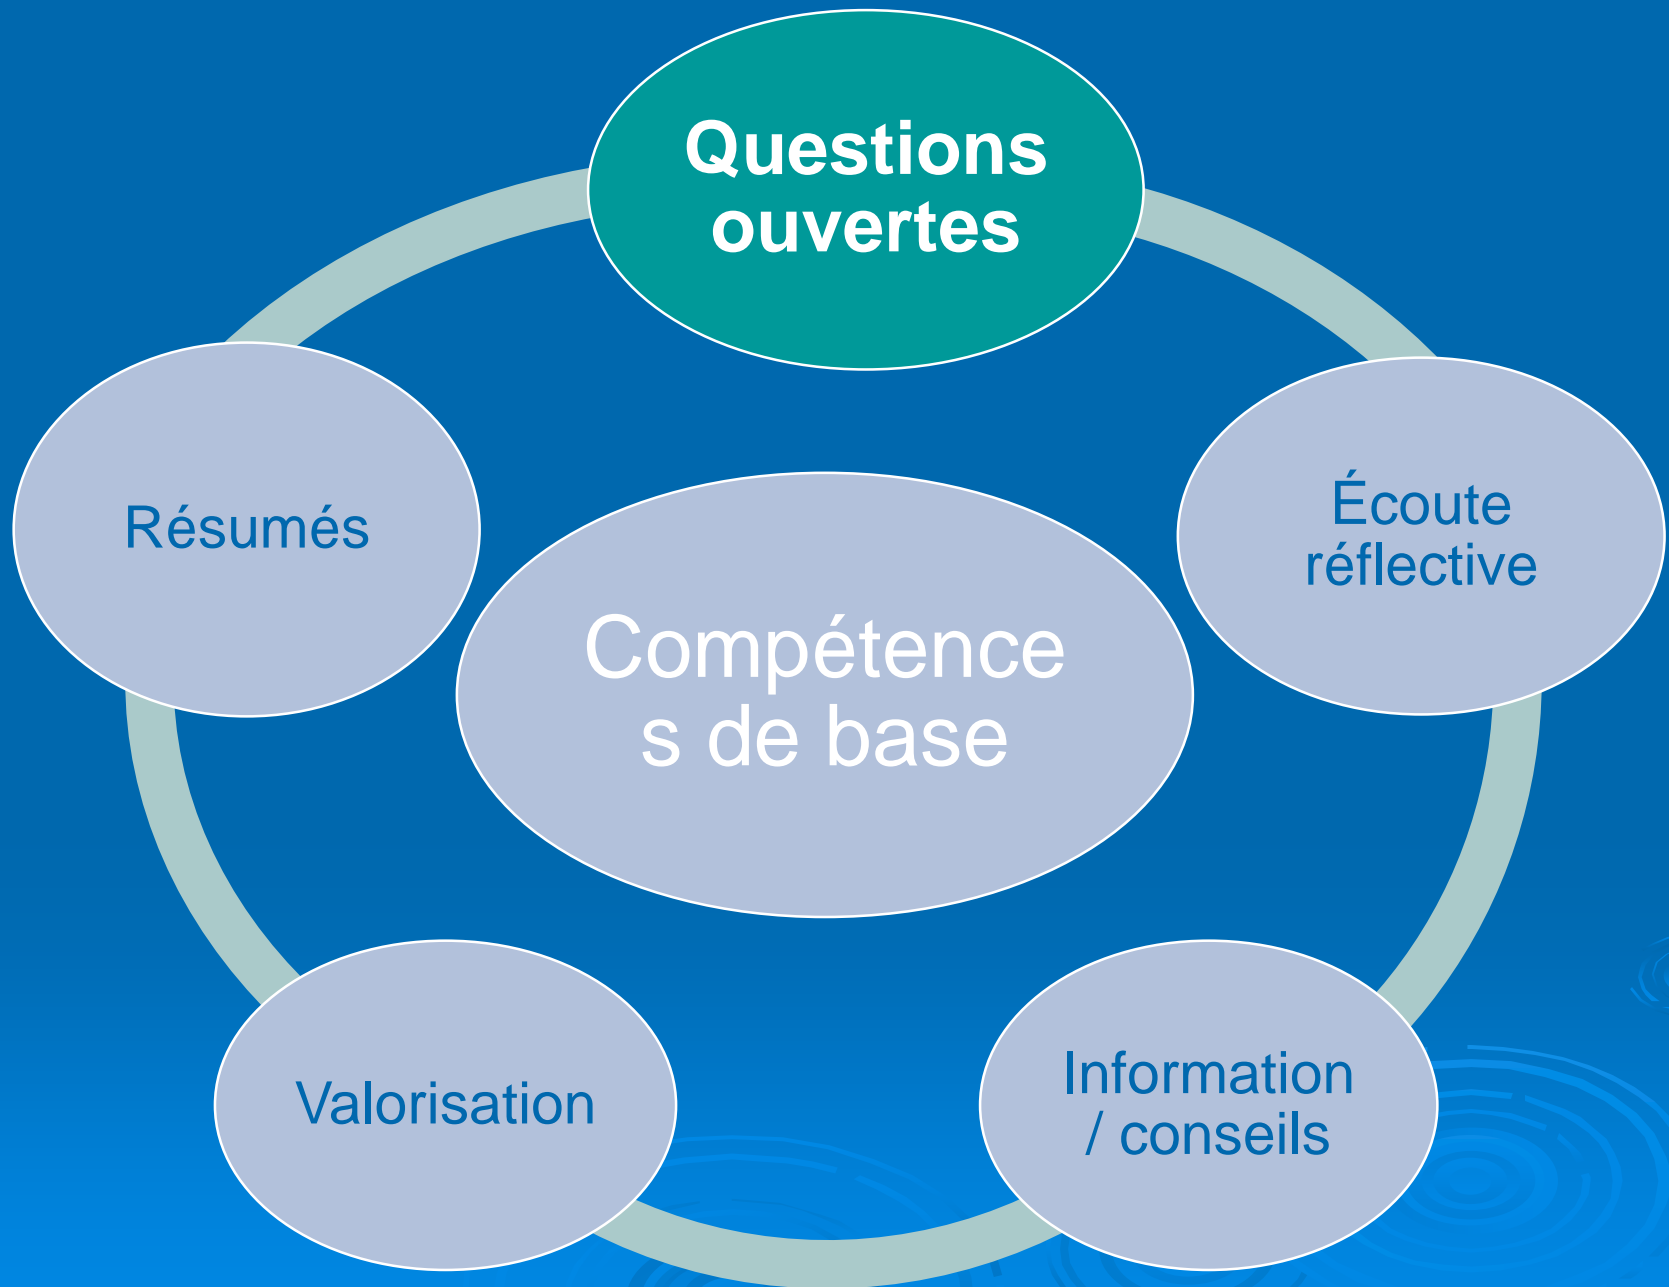 Questions
ouvertes
Écoute
réflective
Résumés
Compétence
s de base
Information
/ conseils
Valorisation